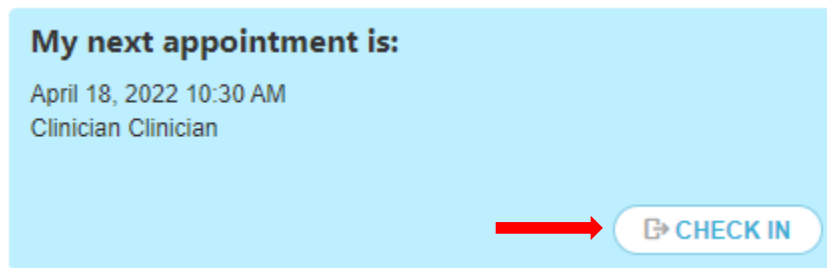 My next appointment is:
April 18, 2022 10:30 AM
Clinician Clinician
CHECK IN